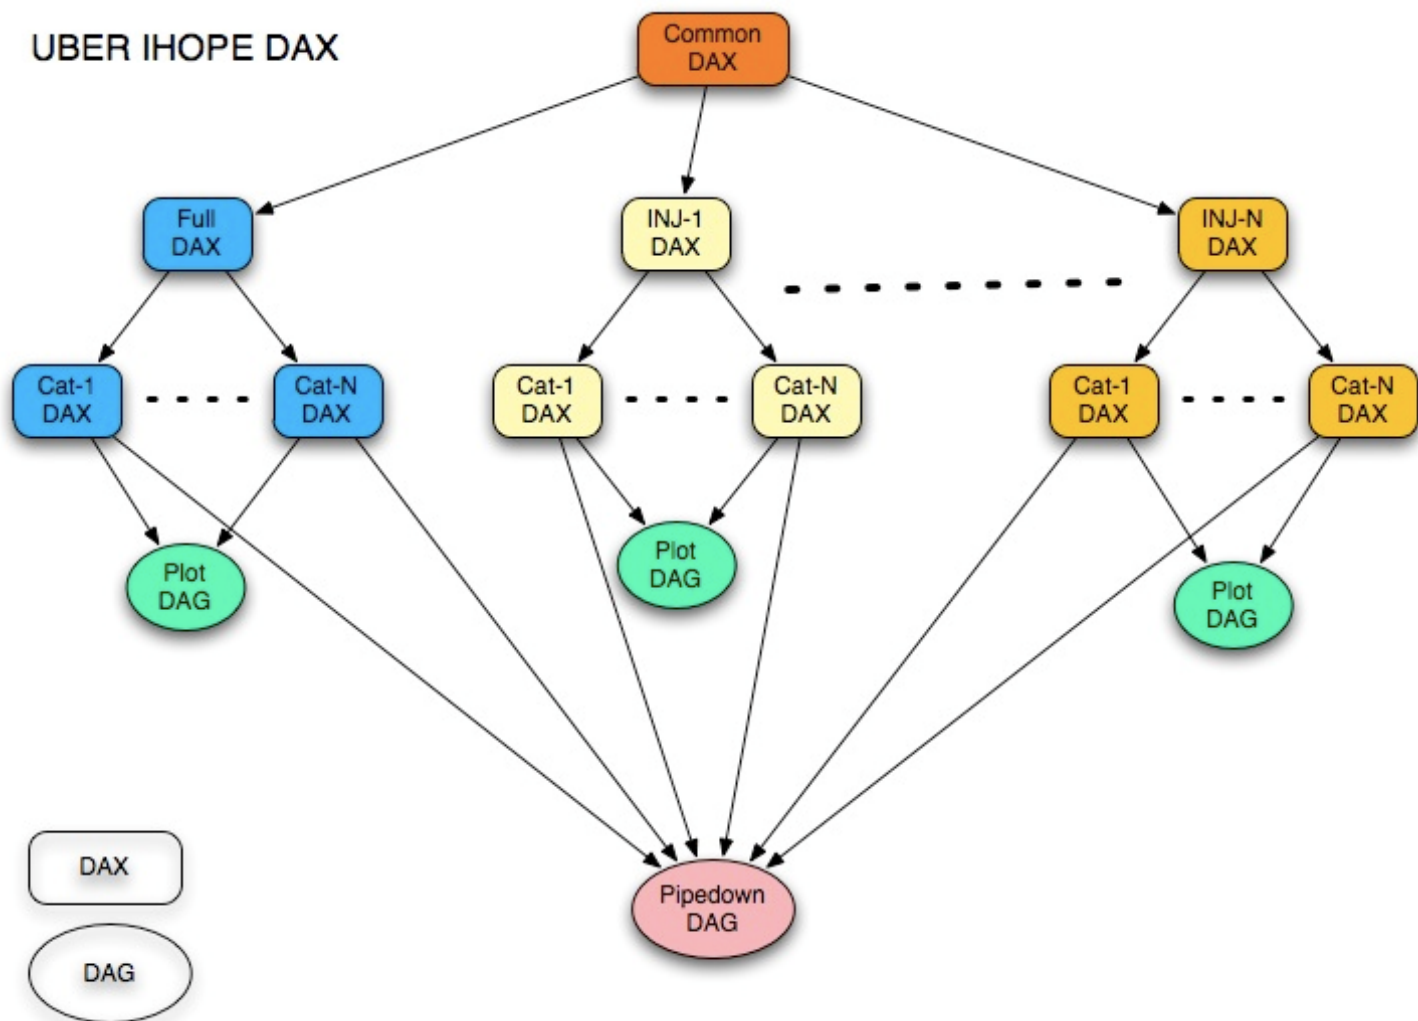 UBER IHOPE DAX
Common
DAX
Full
DAX
INJ-1
DAX
INJ-N
DAX
Cat-1
DAX
Cat-N
DAX
Cat-1
DAX
Cat-N
DAX
Cat-1
DAX
Cat-N
DAX
Plot
DAG
Plot
DAG
Plot
DAG
Pipedown
DAG
DAX
DAG